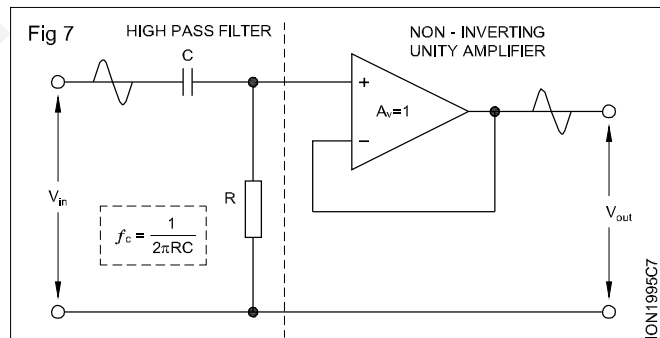 Fig 7
HIGH PASS FILTER
NON - INVERTING
UNITY AMPLIFIER
C
+
Av=1
−
Vin
R
fc = 1 / 2πRC
Vout
ION1995C7